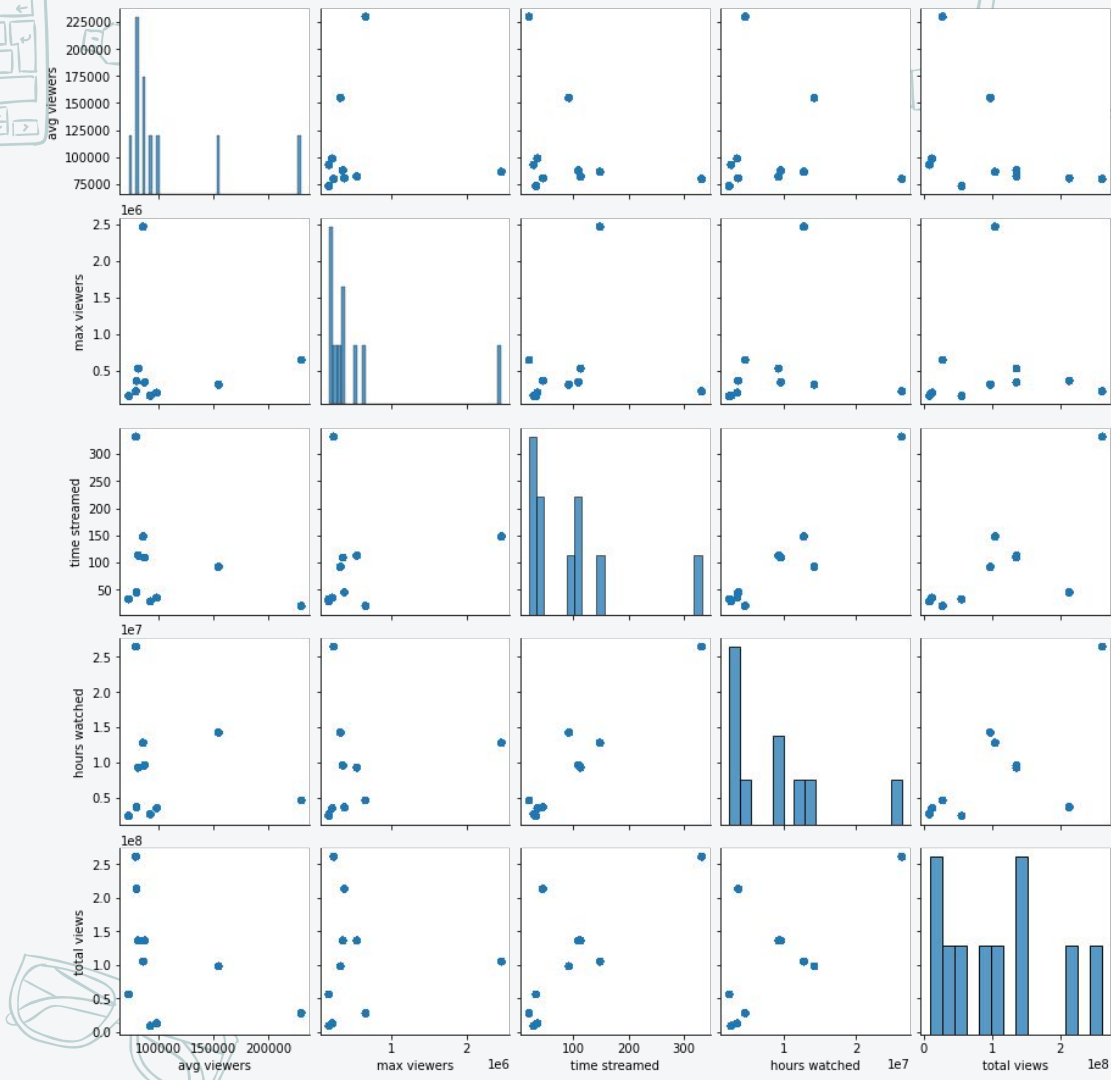 225000
200000
175000
150000
125000
100000
75000
avg viewers
1e6
2.5
2.0
1.5
1.0
0.5
max viewers
300
250
200
150
100
50
time streamed
1e7
2.5
2.0
1.5
1.0
0.5
hours watched
1e8
2.5
2.0
1.5
1.0
0.5
0.0
total views
100000 150000 200000 1 2 100 200 300 1 2 0 1 2
avg viewers max viewers 1e6 time streamed hours watched 1e7 total views 1e8